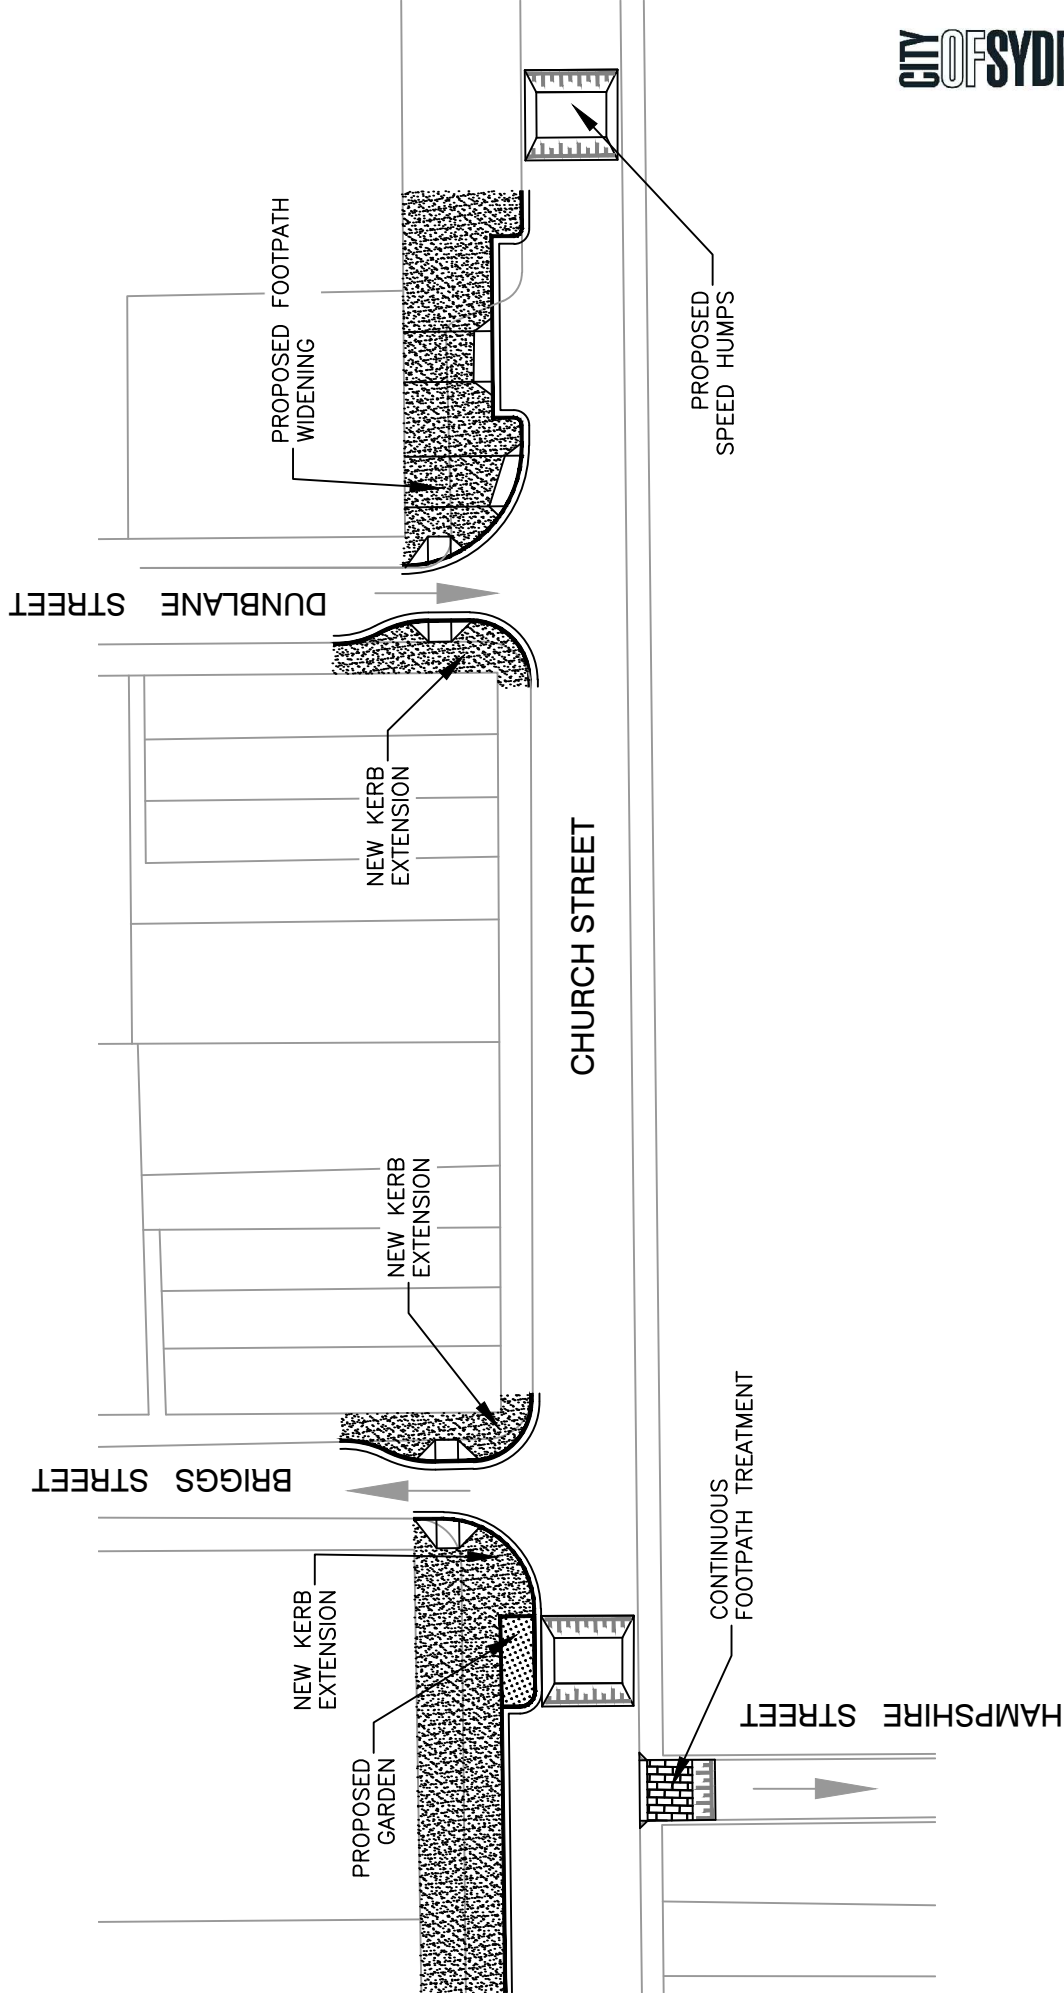 CITY OF SYD
PROPOSED FOOTPATH
WIDENING
PROPOSED
SPEED HUMPS
DUNBLANE STREET
NEW KERB
EXTENSION
CHURCH STREET
NEW KERB
EXTENSION
BRIGGS STREET
CONTINUOUS
FOOTPATH TREATMENT
NEW KERB
EXTENSION
HAMPSHIRE STREET
PROPOSED
GARDEN